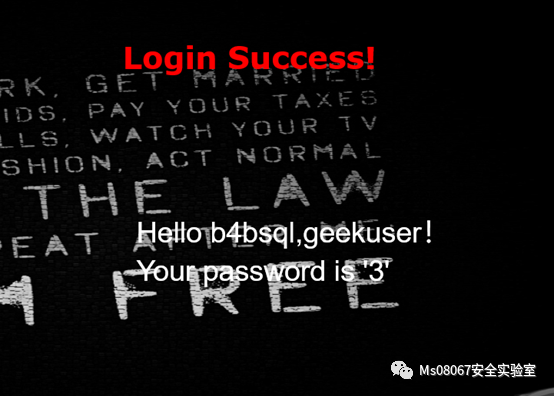 Login Success!
RK, GET MARRIED
IDS, PAY YOUR TAXES
LLS, WATCH YOUR TV
SHION, ACT NORMAL
THE LAW
Hello b4bsql,geekuser!
PEAT AFTER ME
Your password is '3'
M FREE
Ms08067安全实验室